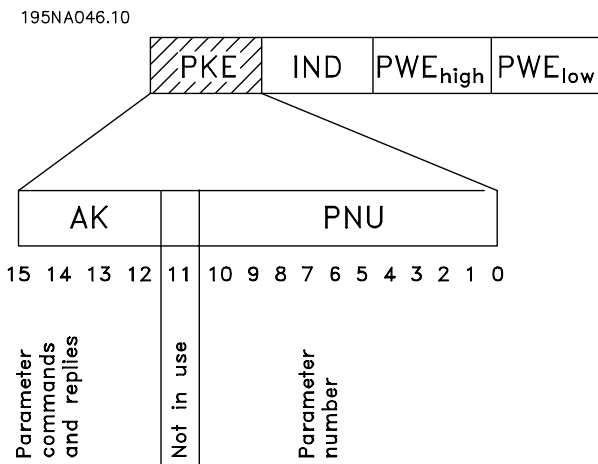 195NA046.10
PKE IND PWEhigh PWElow
AK PNU
15 14 13 12 11 10 9 8 7 6 5 4 3 2 1 0
Parameter
commands
and replies
Not in use
Parameter
number